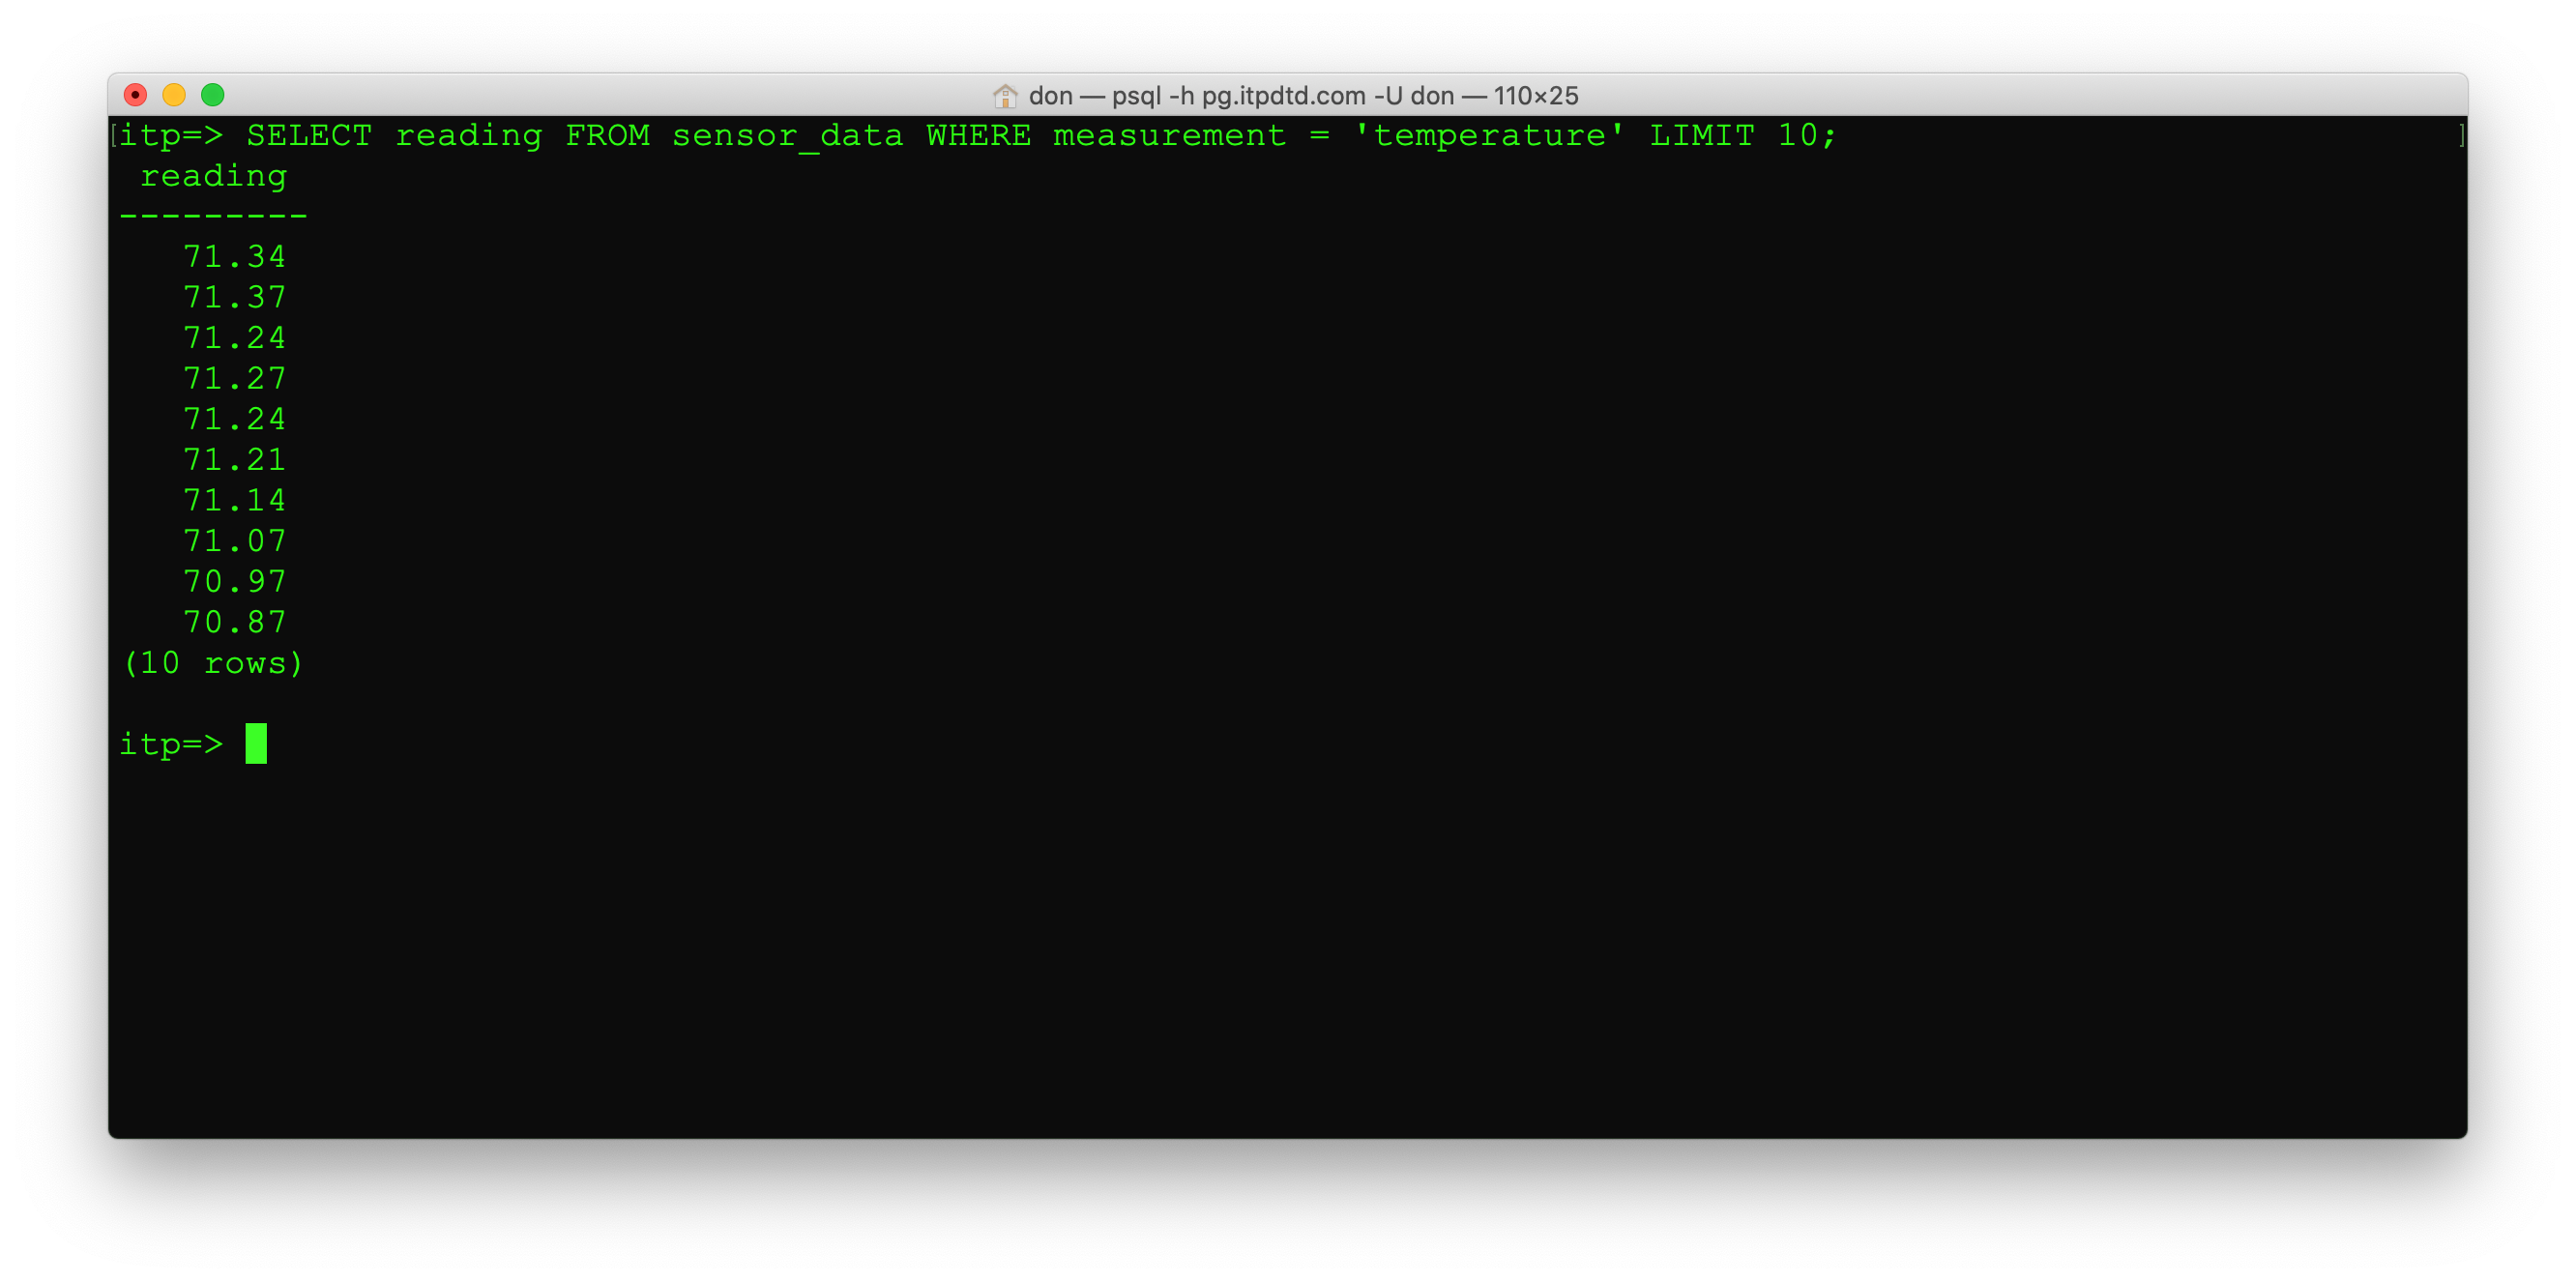 don — psql -h pg.itpdtd.com -U don — 110×25
[itp=> SELECT reading FROM sensor_data WHERE measurement = 'temperature' LIMIT 10; ]
 reading
---------
   71.34
   71.37
   71.24
   71.27
   71.24
   71.21
   71.14
   71.07
   70.97
   70.87
(10 rows)
itp=>